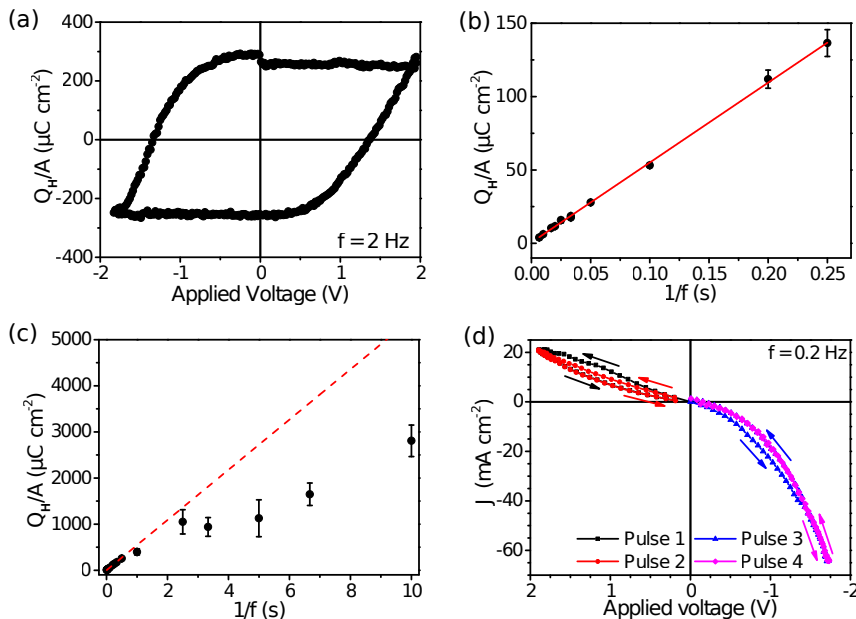 (a)
400
200
0
-200
-400
Q_H/A (µC cm⁻²)
-2 -1 0 1 2
Applied Voltage (V)
f = 2 Hz
(b)
150
100
50
0
Q_H/A (µC cm⁻²)
0.00 0.05 0.10 0.15 0.20 0.25
1/f (s)
(c)
5000
4000
3000
2000
1000
0
Q_H/A (µC cm⁻²)
0 2 4 6 8 10
1/f (s)
(d)
f = 0.2 Hz
20
0
-20
-40
-60
J (mA cm⁻²)
Pulse 1 Pulse 3
Pulse 2 Pulse 4
2 1 0 -1 -2
Applied voltage (V)